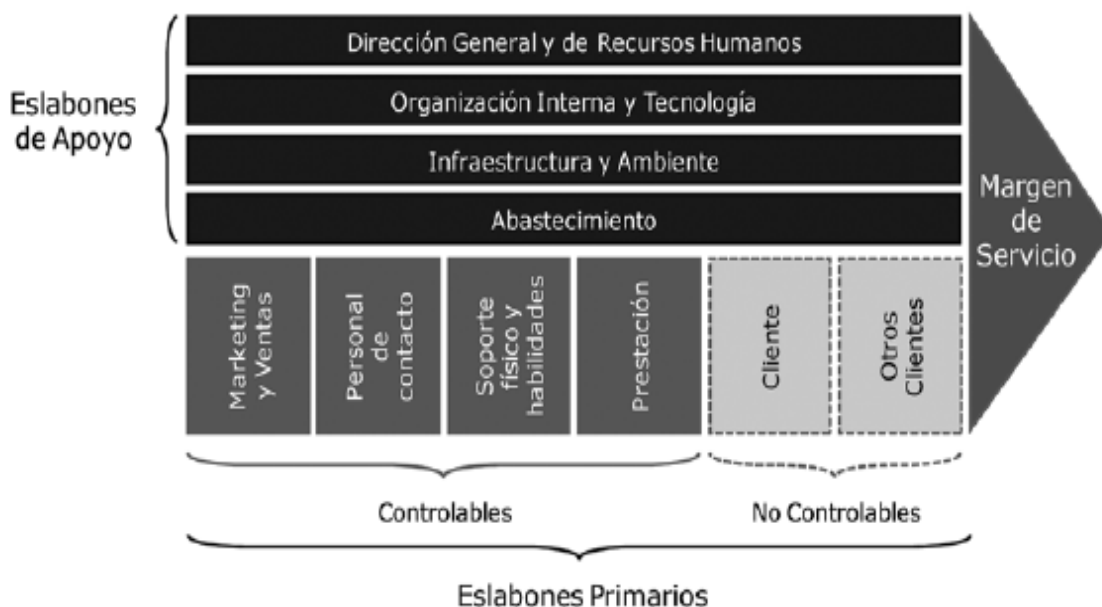 Dirección General y de Recursos Humanos
Eslabones
de Apoyo
Organización Interna y Tecnología
Infraestructura y Ambiente
Abastecimiento
Margen
de
Servicio
Marketing
y Ventas
Personal
de
contacto
Soporte
físico y
habilidades
Prestación
Cliente
Otros
Clientes
Controlables
No Controlables
Eslabones Primarios